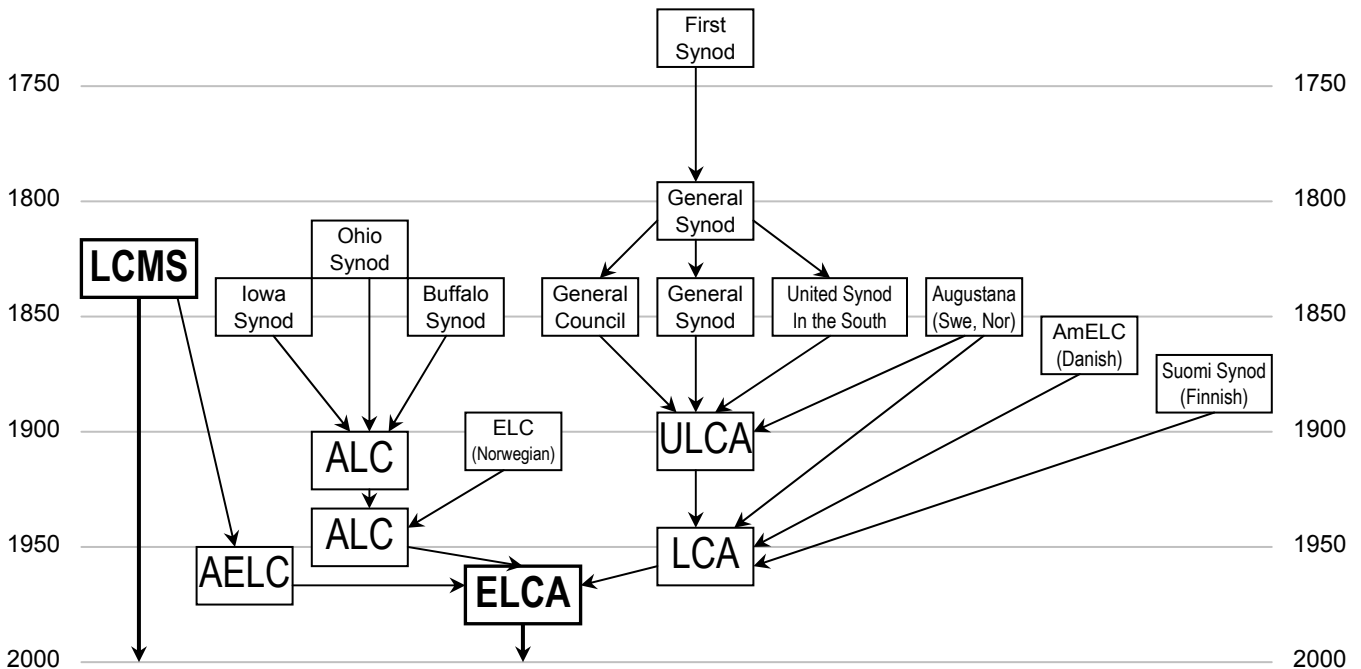 First
Synod
1750
1750
1800
General
Synod
1800
Ohio
Synod
LCMS
Iowa
Synod
Buffalo
Synod
General
Council
General
Synod
United Synod
In the South
Augustana
(Swe, Nor)
1850
1850
AmELC
(Danish)
Suomi Synod
(Finnish)
1900
ALC
ELC
(Norwegian)
ULCA
1900
ALC
1950
AELC
ELCA
LCA
1950
2000
2000